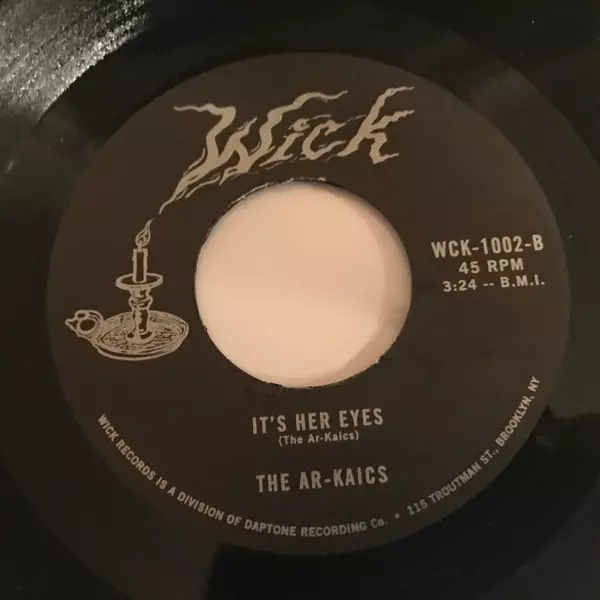 Wick
WCK-1002-B
45 RPM
3:24 -- B.M.I.
IT'S HER EYES
(The Ar-Kaics)
THE AR-KAICS
WICK RECORDS IS A DIVISION OF DAPTONE RECORDING Co. • 115 TROUTMAN ST., BROOKLYN, NY